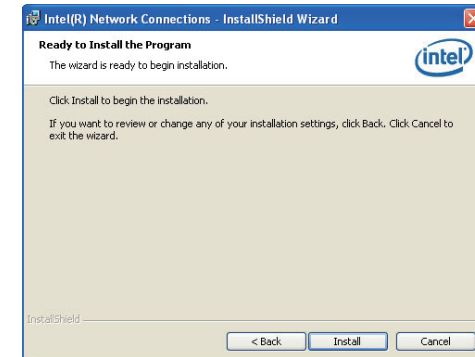 Intel(R) Network Connections - InstallShield Wizard
Ready to Install the Program
The wizard is ready to begin installation.
intel
Click Install to begin the installation.
If you want to review or change any of your installation settings, click Back. Click Cancel to
exit the wizard.
InstallShield
< Back Install Cancel